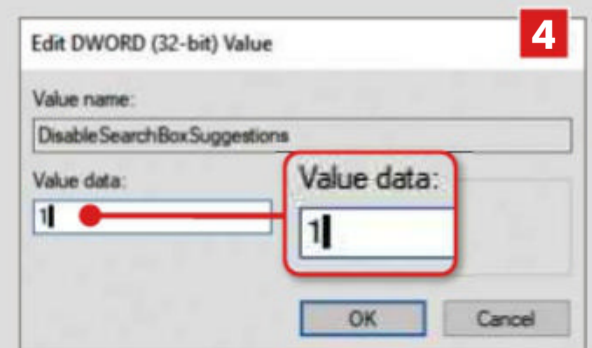 4
Edit DWORD (32-bit) Value
Value name:
DisableSearchBoxSuggestions
Value data:
1
Value data:
1
OK Cancel